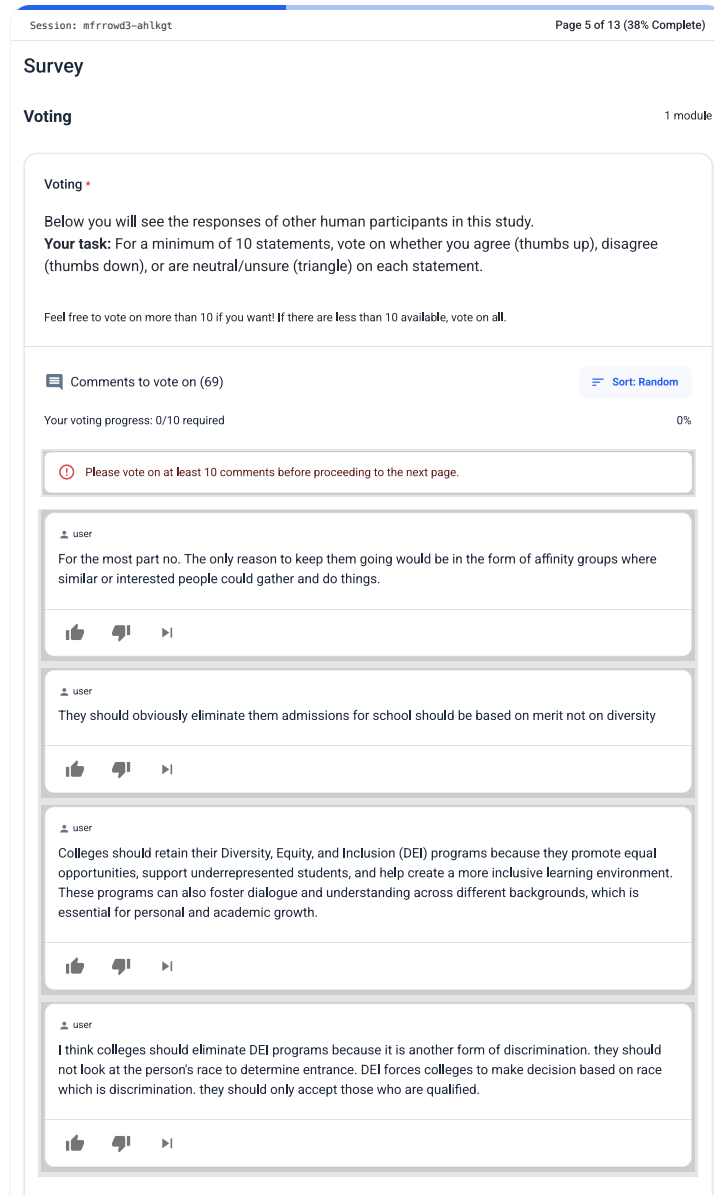 Session: mfrrowd3-ahlkgt
Page 5 of 13 (38% Complete)
Survey
Voting
1 module
Voting *
Below you will see the responses of other human participants in this study.
Your task: For a minimum of 10 statements, vote on whether you agree (thumbs up), disagree
(thumbs down), or are neutral/unsure (triangle) on each statement.
Feel free to vote on more than 10 if you want! If there are less than 10 available, vote on all.
Comments to vote on (69)
Sort: Random
Your voting progress: 0/10 required
0%
Please vote on at least 10 comments before proceeding to the next page.
user
For the most part no. The only reason to keep them going would be in the form of affinity groups where
similar or interested people could gather and do things.
user
They should obviously eliminate them admissions for school should be based on merit not on diversity
user
Colleges should retain their Diversity, Equity, and Inclusion (DEI) programs because they promote equal
opportunities, support underrepresented students, and help create a more inclusive learning environment.
These programs can also foster dialogue and understanding across different backgrounds, which is
essential for personal and academic growth.
user
I think colleges should eliminate DEI programs because it is another form of discrimination. they should
not look at the person's race to determine entrance. DEI forces colleges to make decision based on race
which is discrimination. they should only accept those who are qualified.